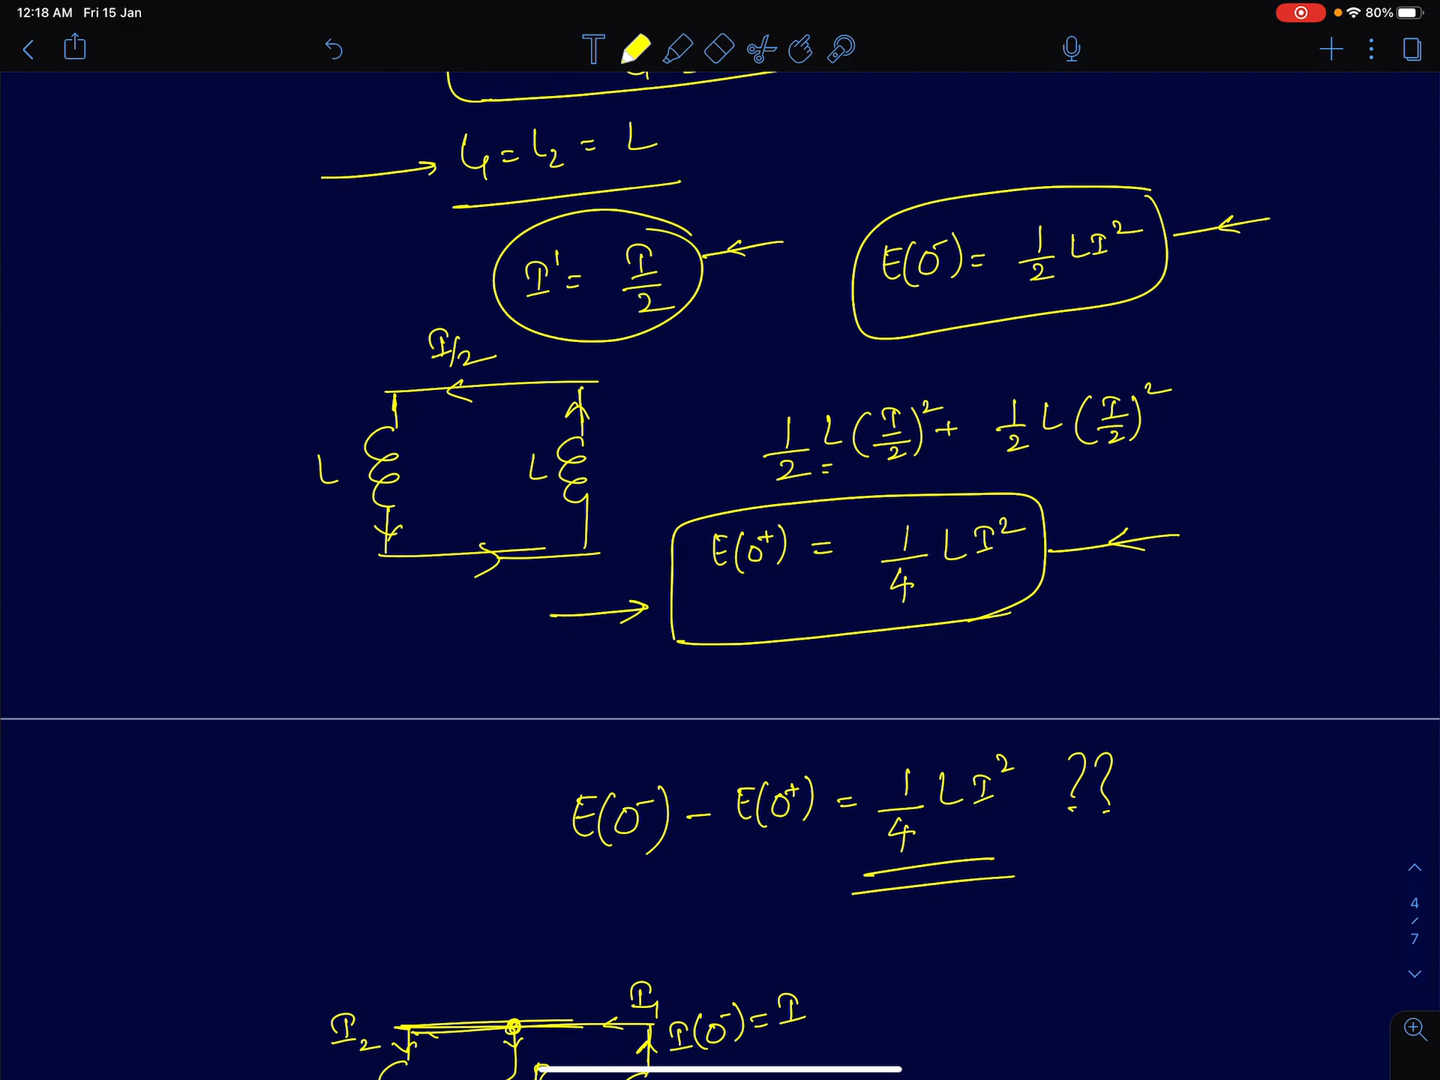 12:18 AM Fri 15 Jan
80%
T
L₁ = L₂ = L
I' = I/2
E(0⁻) = 1/2 LI²
I/2
L
L
1/2 L (I/2)² + 1/2 L (I/2)²
E(0⁺) = 1/4 LI²
E(0⁻) - E(0⁺) = 1/4 LI² ??
4
/
7
I₂
I₁
I(0⁻) = I